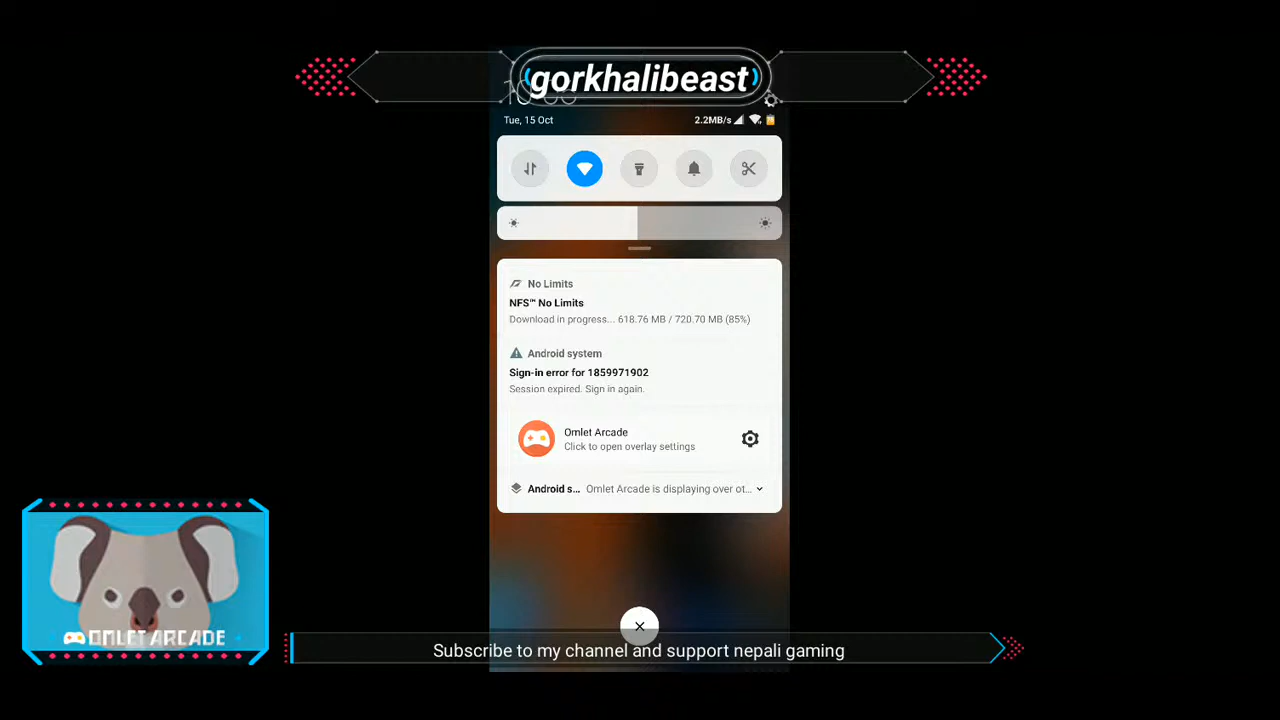 gorkhalibeast
Tue, 15 Oct
2.2MB/s
No Limits
NFS™ No Limits
Download in progress... 618.76 MB / 720.70 MB (85%)
Android system
Sign-in error for 1859971902
Session expired. Sign in again.
Omlet Arcade
Click to open overlay settings
Android s... Omlet Arcade is displaying over ot...
OMLET ARCADE
Subscribe to my channel and support nepali gaming